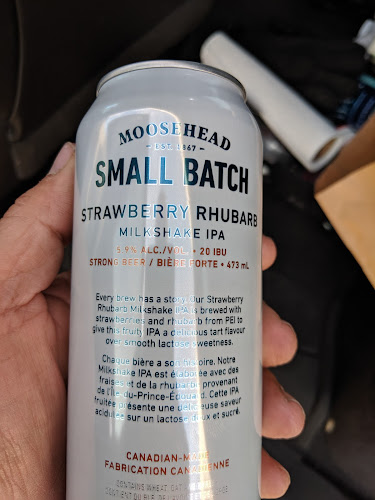 MOOSEHEAD
EST. 1867
SMALL BATCH
STRAWBERRY RHUBARB
MILKSHAKE IPA
5.9% ALC./VOL. • 20 IBU
STRONG BEER / BIÈRE FORTE • 473 mL
Every brew has a story. Our Strawberry
Rhubarb Milkshake IPA is brewed with
strawberries and rhubarb from PEI to
give this fruity IPA a delicious tart flavour
over smooth lactose sweetness.
Chaque bière a son histoire. Notre
Milkshake IPA est élaborée avec des
fraises et de la rhubarbe provenant
de l'Île-du-Prince-Édouard. Cette IPA
fruitée présente une délicieuse saveur
acidulée sur un lactose doux et sucré.
CANADIAN-MADE
FABRICATION CANADIENNE
CONTAINS WHEAT,